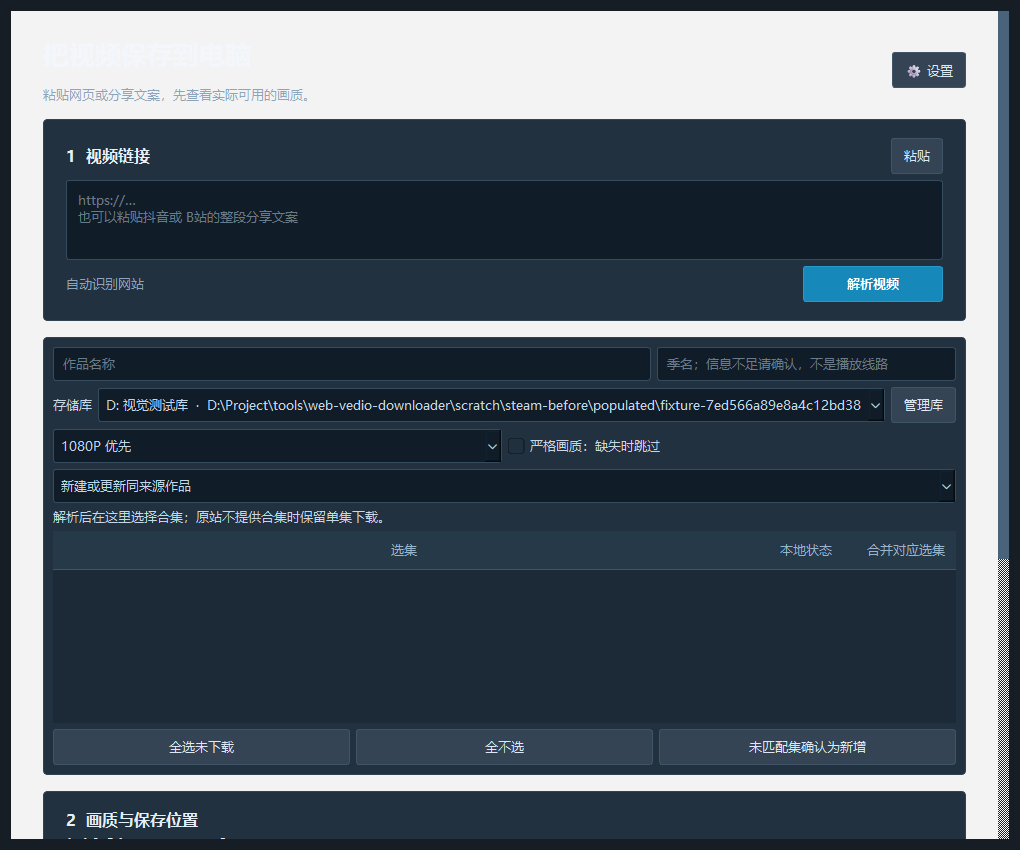 把视频保存到电脑
设置
粘贴网页或分享文案，先查看实际可用的画质。
1 视频链接
粘贴
https://...
也可以粘贴抖音或 B站的整段分享文案
自动识别网站
解析视频
作品名称
季名；信息不足请确认，不是播放线路
存储库
D: 视觉测试库 · D:\Project\tools\web-vedio-downloader\scratch\steam-before\populated\fixture-7ed566a89e8a4c12bd38
管理库
1080P 优先
严格画质：缺失时跳过
新建或更新同来源作品
解析后在这里选择合集；原站不提供合集时保留单集下载。
选集 本地状态 合并对应选集
全选未下载
全不选
未匹配集确认为新增
2 画质与保存位置